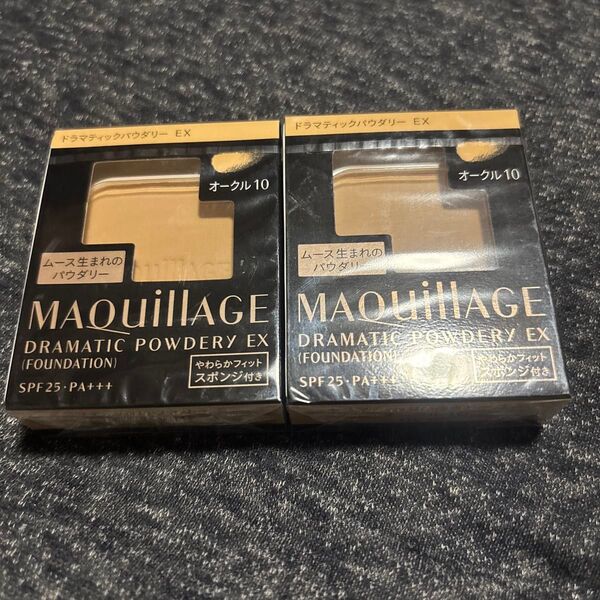 ドラマティックパウダリー EX
オークル10
ムース生まれの
パウダリー
MAQuillAGE
DRAMATIC POWDERY EX
(FOUNDATION)
SPF25・PA+++
やわらかフィット
スポンジ付き
ドラマティックパウダリー EX
オークル10
ムース生まれの
パウダリー
MAQuillAGE
DRAMATIC POWDERY EX
(FOUNDATION)
SPF25・PA+++
やわらかフィット
スポンジ付き